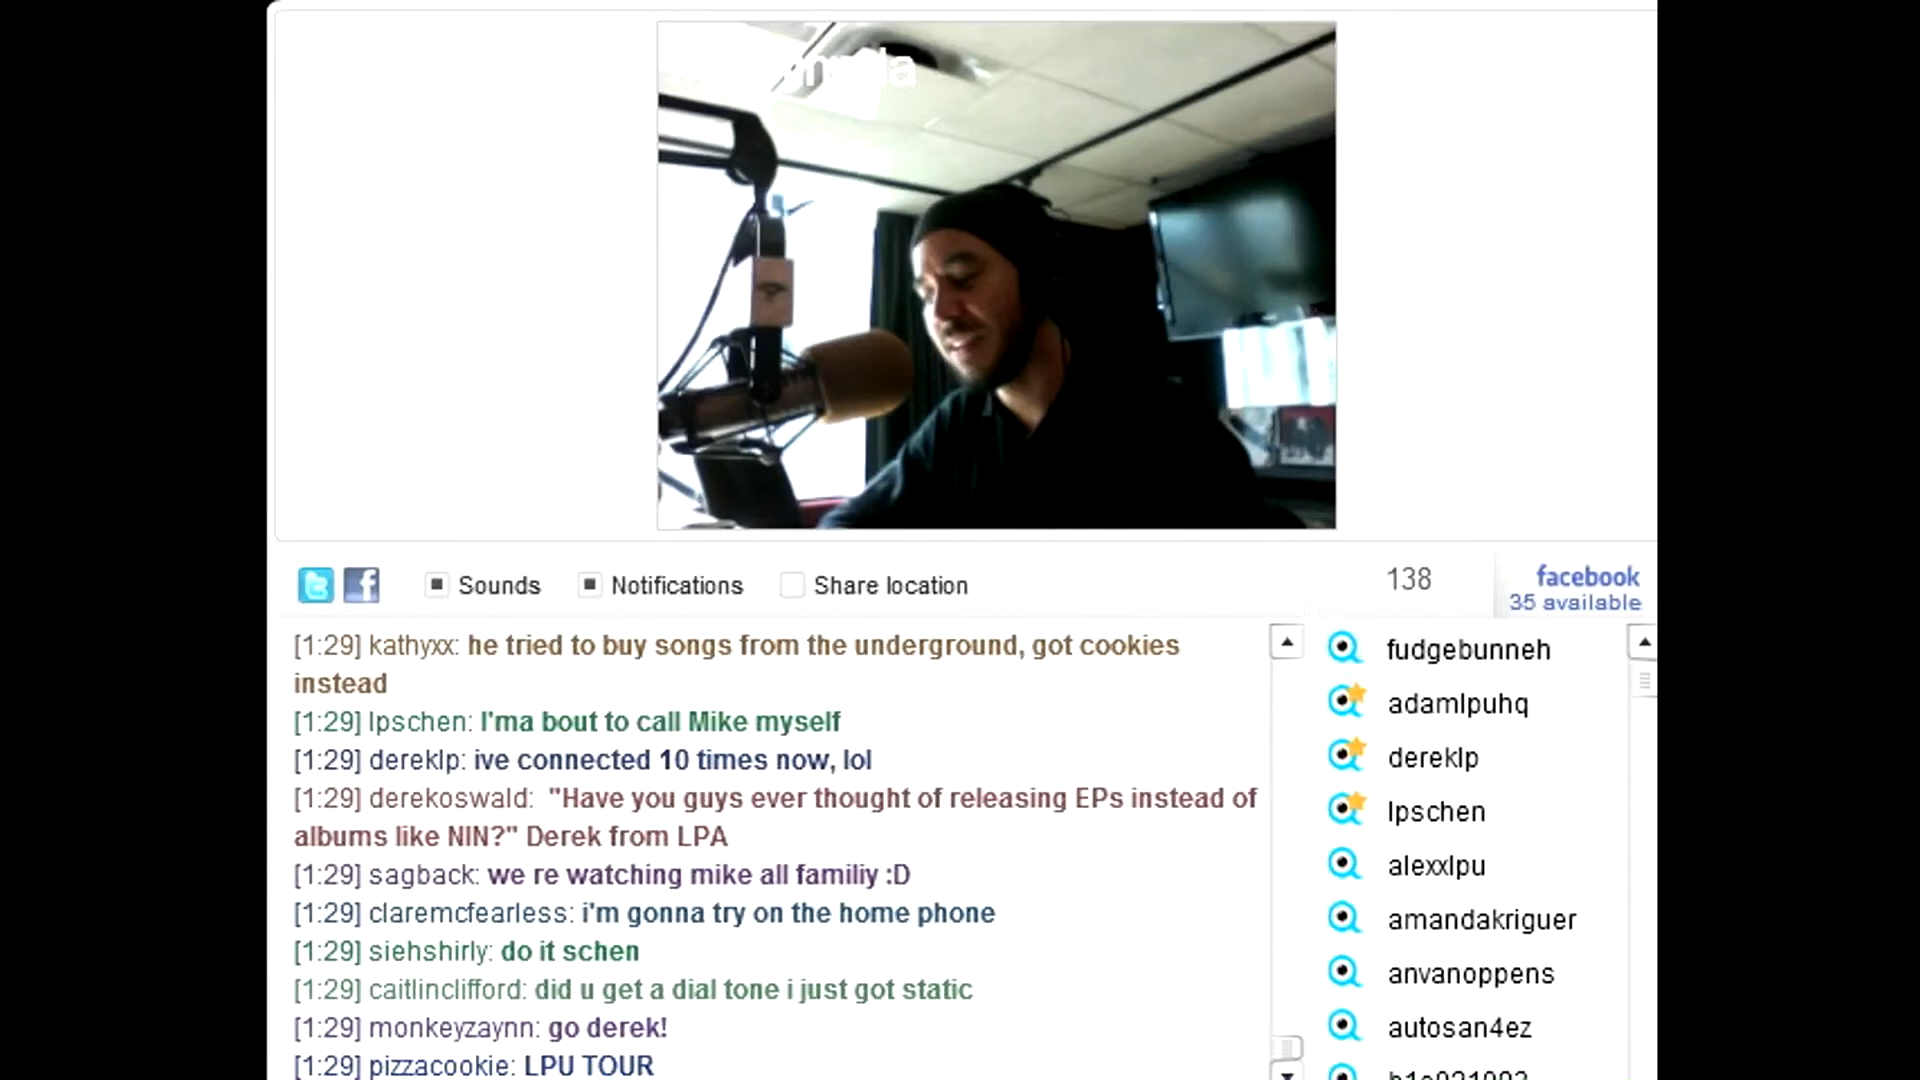 Sounds
Notifications
Share location
138
facebook
35 available
[1:29] kathyxx: he tried to buy songs from the underground, got cookies
instead
[1:29] lpschen: I'ma bout to call Mike myself
[1:29] dereklp: ive connected 10 times now, lol
[1:29] derekoswald: "Have you guys ever thought of releasing EPs instead of
albums like NIN?" Derek from LPA
[1:29] sagback: we re watching mike all familiy :D
[1:29] claremcfearless: i'm gonna try on the home phone
[1:29] siehshirly: do it schen
[1:29] caitlinclifford: did u get a dial tone i just got static
[1:29] monkeyzaynn: go derek!
[1:29] pizzacookie: LPU TOUR
fudgebunneh
adamlpuhq
dereklp
lpschen
alexxlpu
amandakriguer
anvanoppens
autosan4ez